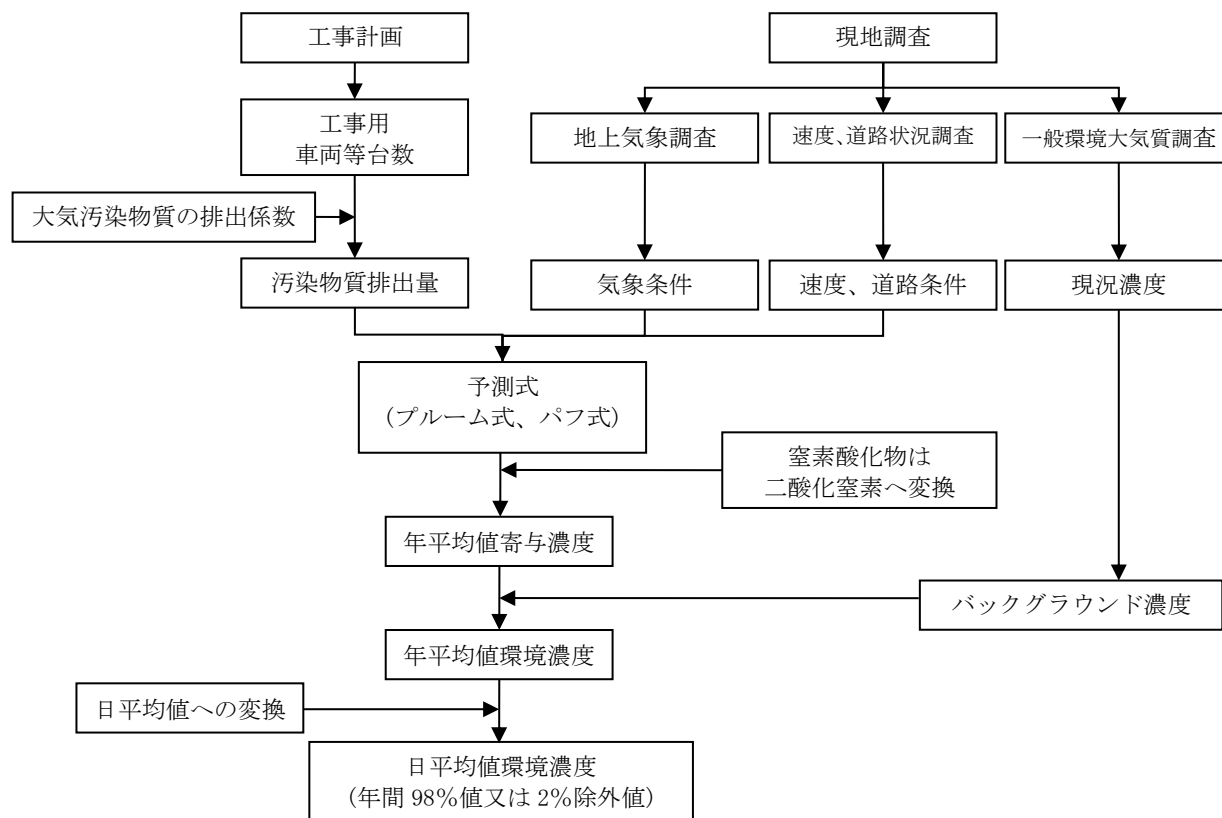 工事計画
現地調査
工事用
車両等台数
地上気象調査
速度、道路状況調査
一般環境大気質調査
大気汚染物質の排出係数
汚染物質排出量
気象条件
速度、道路条件
現況濃度
予測式
(プルーム式、パフ式)
窒素酸化物は
二酸化窒素へ変換
年平均値寄与濃度
バックグラウンド濃度
年平均値環境濃度
日平均値への変換
日平均値環境濃度
(年間 98%値又は 2%除外値)